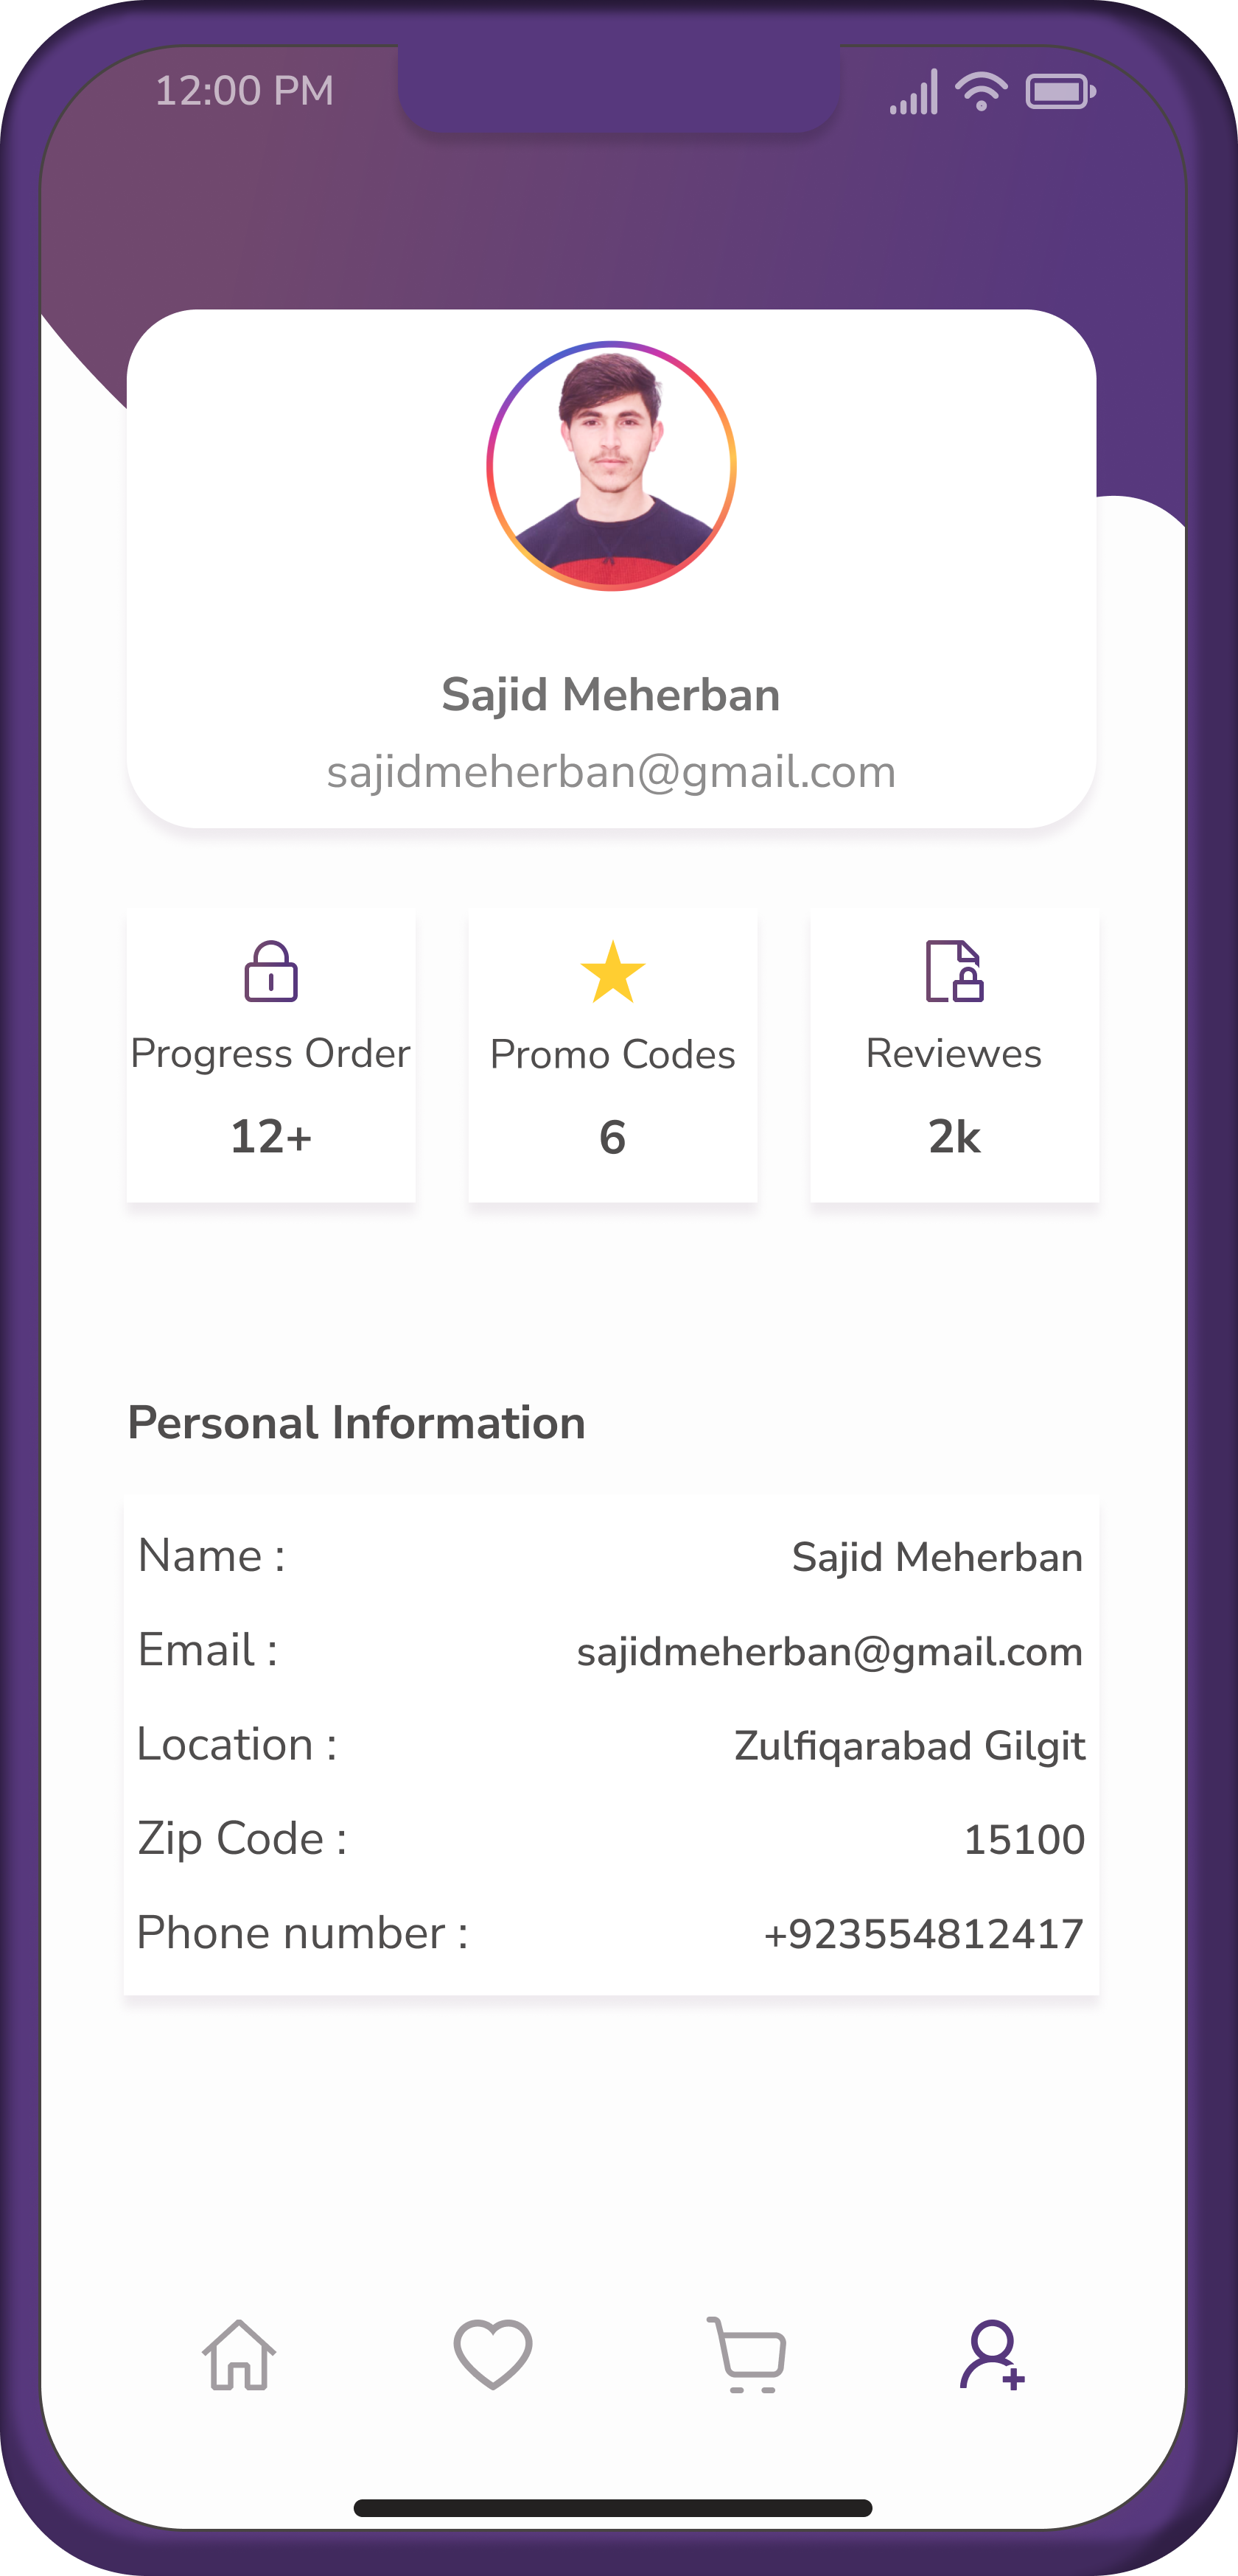 12:00 PM
Sajid Meherban
sajidmeherban@gmail.com
Progress Order Promo Codes Reviewes
12+ 6 2k
Personal Information
Name : Sajid Meherban
Email : sajidmeherban@gmail.com
Location : Zulfiqarabad Gilgit
Zip Code : 15100
Phone number : +923554812417